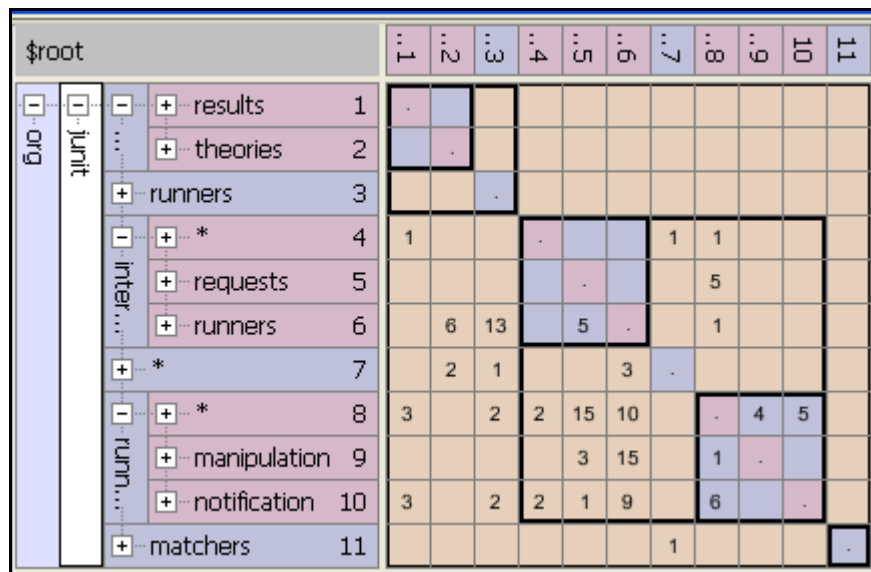 $root ..1 ..2 ..3 ..4 ..5 ..6 ..7 ..8 ..9 10 11
org
junit
...
+ results 1 .
+ theories 2 .
+ runners 3 .
inter...
+ * 4 1 . 1 1
+ requests 5 . 5
+ runners 6 6 13 5 . 1
+ * 7 2 1 3 .
runn...
+ * 8 3 2 2 15 10 . 4 5
+ manipulation 9 3 15 1 .
+ notification 10 3 2 2 1 9 6 .
+ matchers 11 1 .